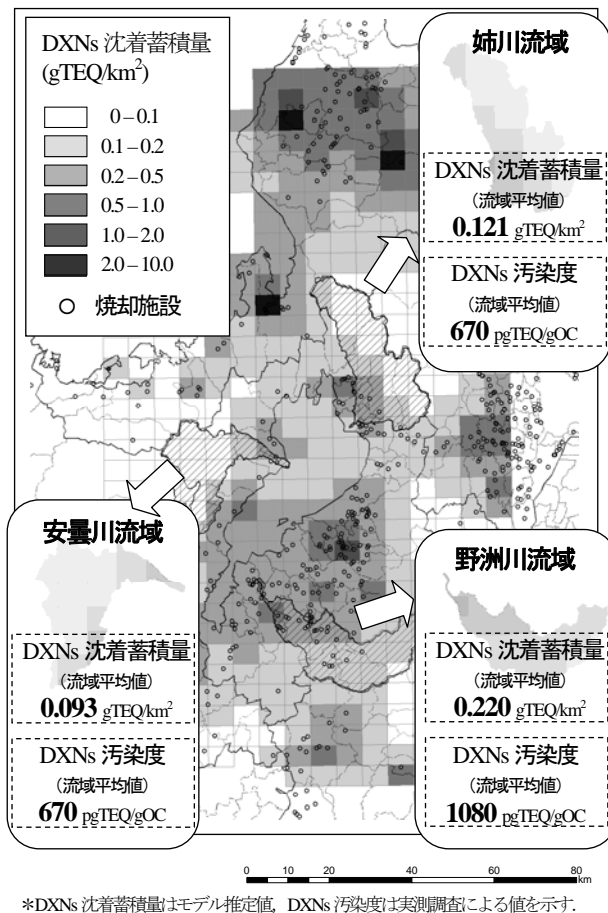 DXNs 沈着蓄積量
(gTEQ/km²)
0 – 0.1
0.1 – 0.2
0.2 – 0.5
0.5 – 1.0
1.0 – 2.0
2.0 – 10.0
焼却施設
姉川流域
DXNs 沈着蓄積量
(流域平均値)
0.121 gTEQ/km²
DXNs 汚染度
(流域平均値)
670 pgTEQ/gOC
安曇川流域
DXNs 沈着蓄積量
(流域平均値)
0.093 gTEQ/km²
DXNs 汚染度
(流域平均値)
670 pgTEQ/gOC
野洲川流域
DXNs 沈着蓄積量
(流域平均値)
0.220 gTEQ/km²
DXNs 汚染度
(流域平均値)
1080 pgTEQ/gOC
0 10 20 40 60 80
km
*DXNs 沈着蓄積量はモデル推定値, DXNs 汚染度は実測調査による値を示す.